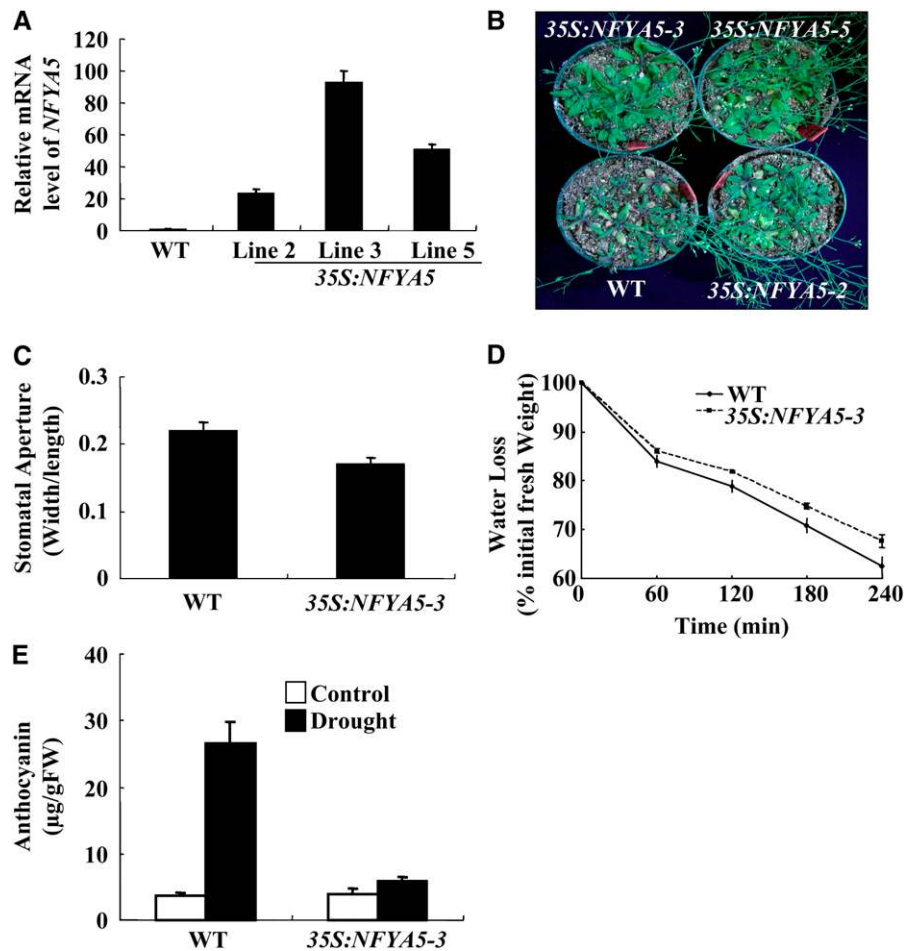 A
Relative mRNA
level of NFYA5
120
100
80
60
40
20
0
WT
Line 2
Line 3
Line 5
35S:NFYA5
B
35S:NFYA5-3
35S:NFYA5-5
WT
35S:NFYA5-2
C
Stomatal Aperture
(Width/length)
0.3
0.2
0.1
0
WT
35S:NFYA5-3
D
Water Loss
(% initial fresh Weight)
100
90
80
70
60
WT
35S:NFYA5-3
0
60
120
180
240
Time (min)
E
Anthocyanin
(µg/gFW)
40
30
20
10
0
Control
Drought
WT
35S:NFYA5-3